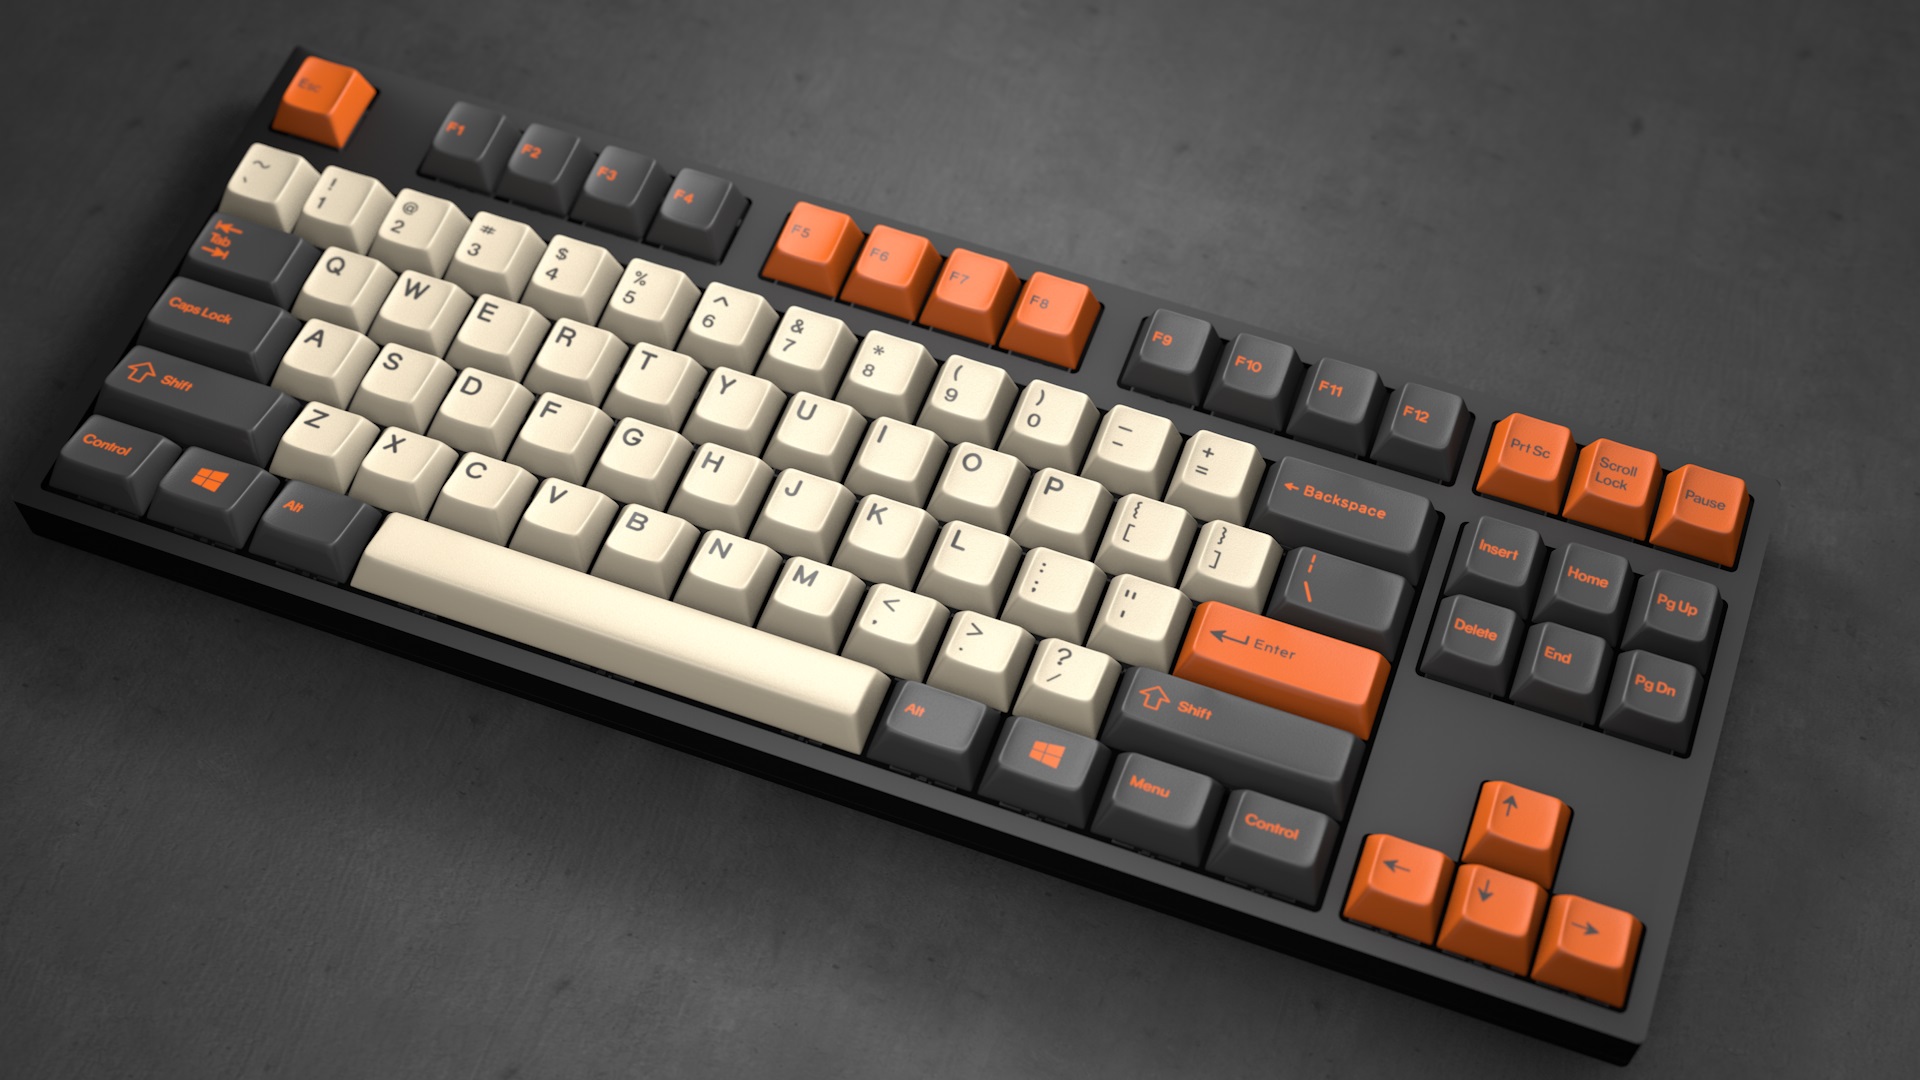 Esc
F1
F2
F3
F4
F5
F6
F7
F8
F9
F10
F11
F12
Prt Sc
Scroll
Lock
Pause
~
`
!
1
@
2
#
3
$
4
%
5
^
6
&
7
*
8
(
9
)
0
_
-
+
=
← Backspace
Insert
Home
Pg Up
Tab
Q
W
E
R
T
Y
U
I
O
P
{
[
}
]
¦
\
Delete
End
Pg Dn
Caps Lock
A
S
D
F
G
H
J
K
L
:
;
"
'
Enter
Shift
Z
X
C
V
B
N
M
<
,
>
.
?
/
Shift
↑
Control
Alt
Alt
Menu
Control
←
↓
→